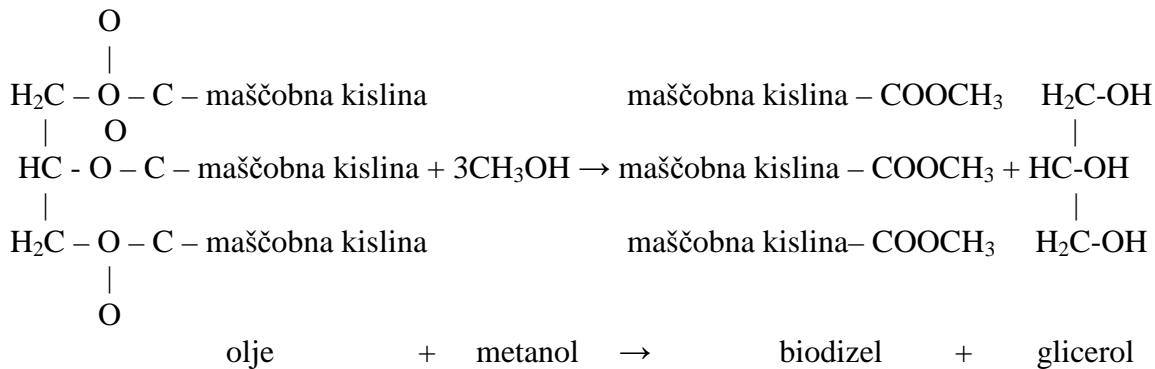 O
|
H₂C – O – C – maščobna kislina maščobna kislina – COOCH₃ H₂C-OH
| O |
HC - O – C – maščobna kislina + 3CH₃OH → maščobna kislina – COOCH₃ + HC-OH
| |
H₂C – O – C – maščobna kislina maščobna kislina– COOCH₃ H₂C-OH
|
O
olje + metanol → biodizel + glicerol